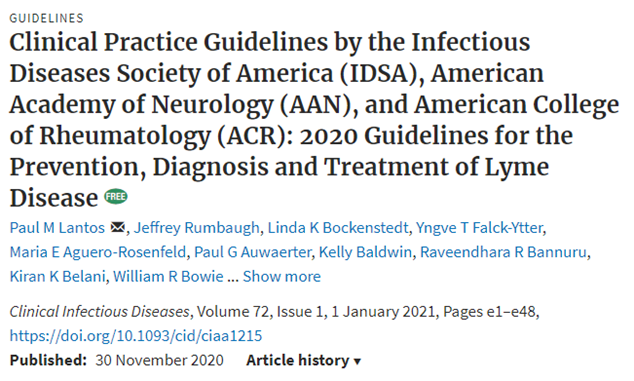 GUIDELINES
Clinical Practice Guidelines by the Infectious
Diseases Society of America (IDSA), American
Academy of Neurology (AAN), and American College
of Rheumatology (ACR): 2020 Guidelines for the
Prevention, Diagnosis and Treatment of Lyme
Disease FREE
Paul M Lantos, Jeffrey Rumbaugh, Linda K Bockenstedt, Yngve T Falck-Ytter,
Maria E Aguero-Rosenfeld, Paul G Auwaerter, Kelly Baldwin, Raveendhara R Bannuru,
Kiran K Belani, William R Bowie ... Show more
Clinical Infectious Diseases, Volume 72, Issue 1, 1 January 2021, Pages e1–e48,
https://doi.org/10.1093/cid/ciaa1215
Published: 30 November 2020 Article history ▾